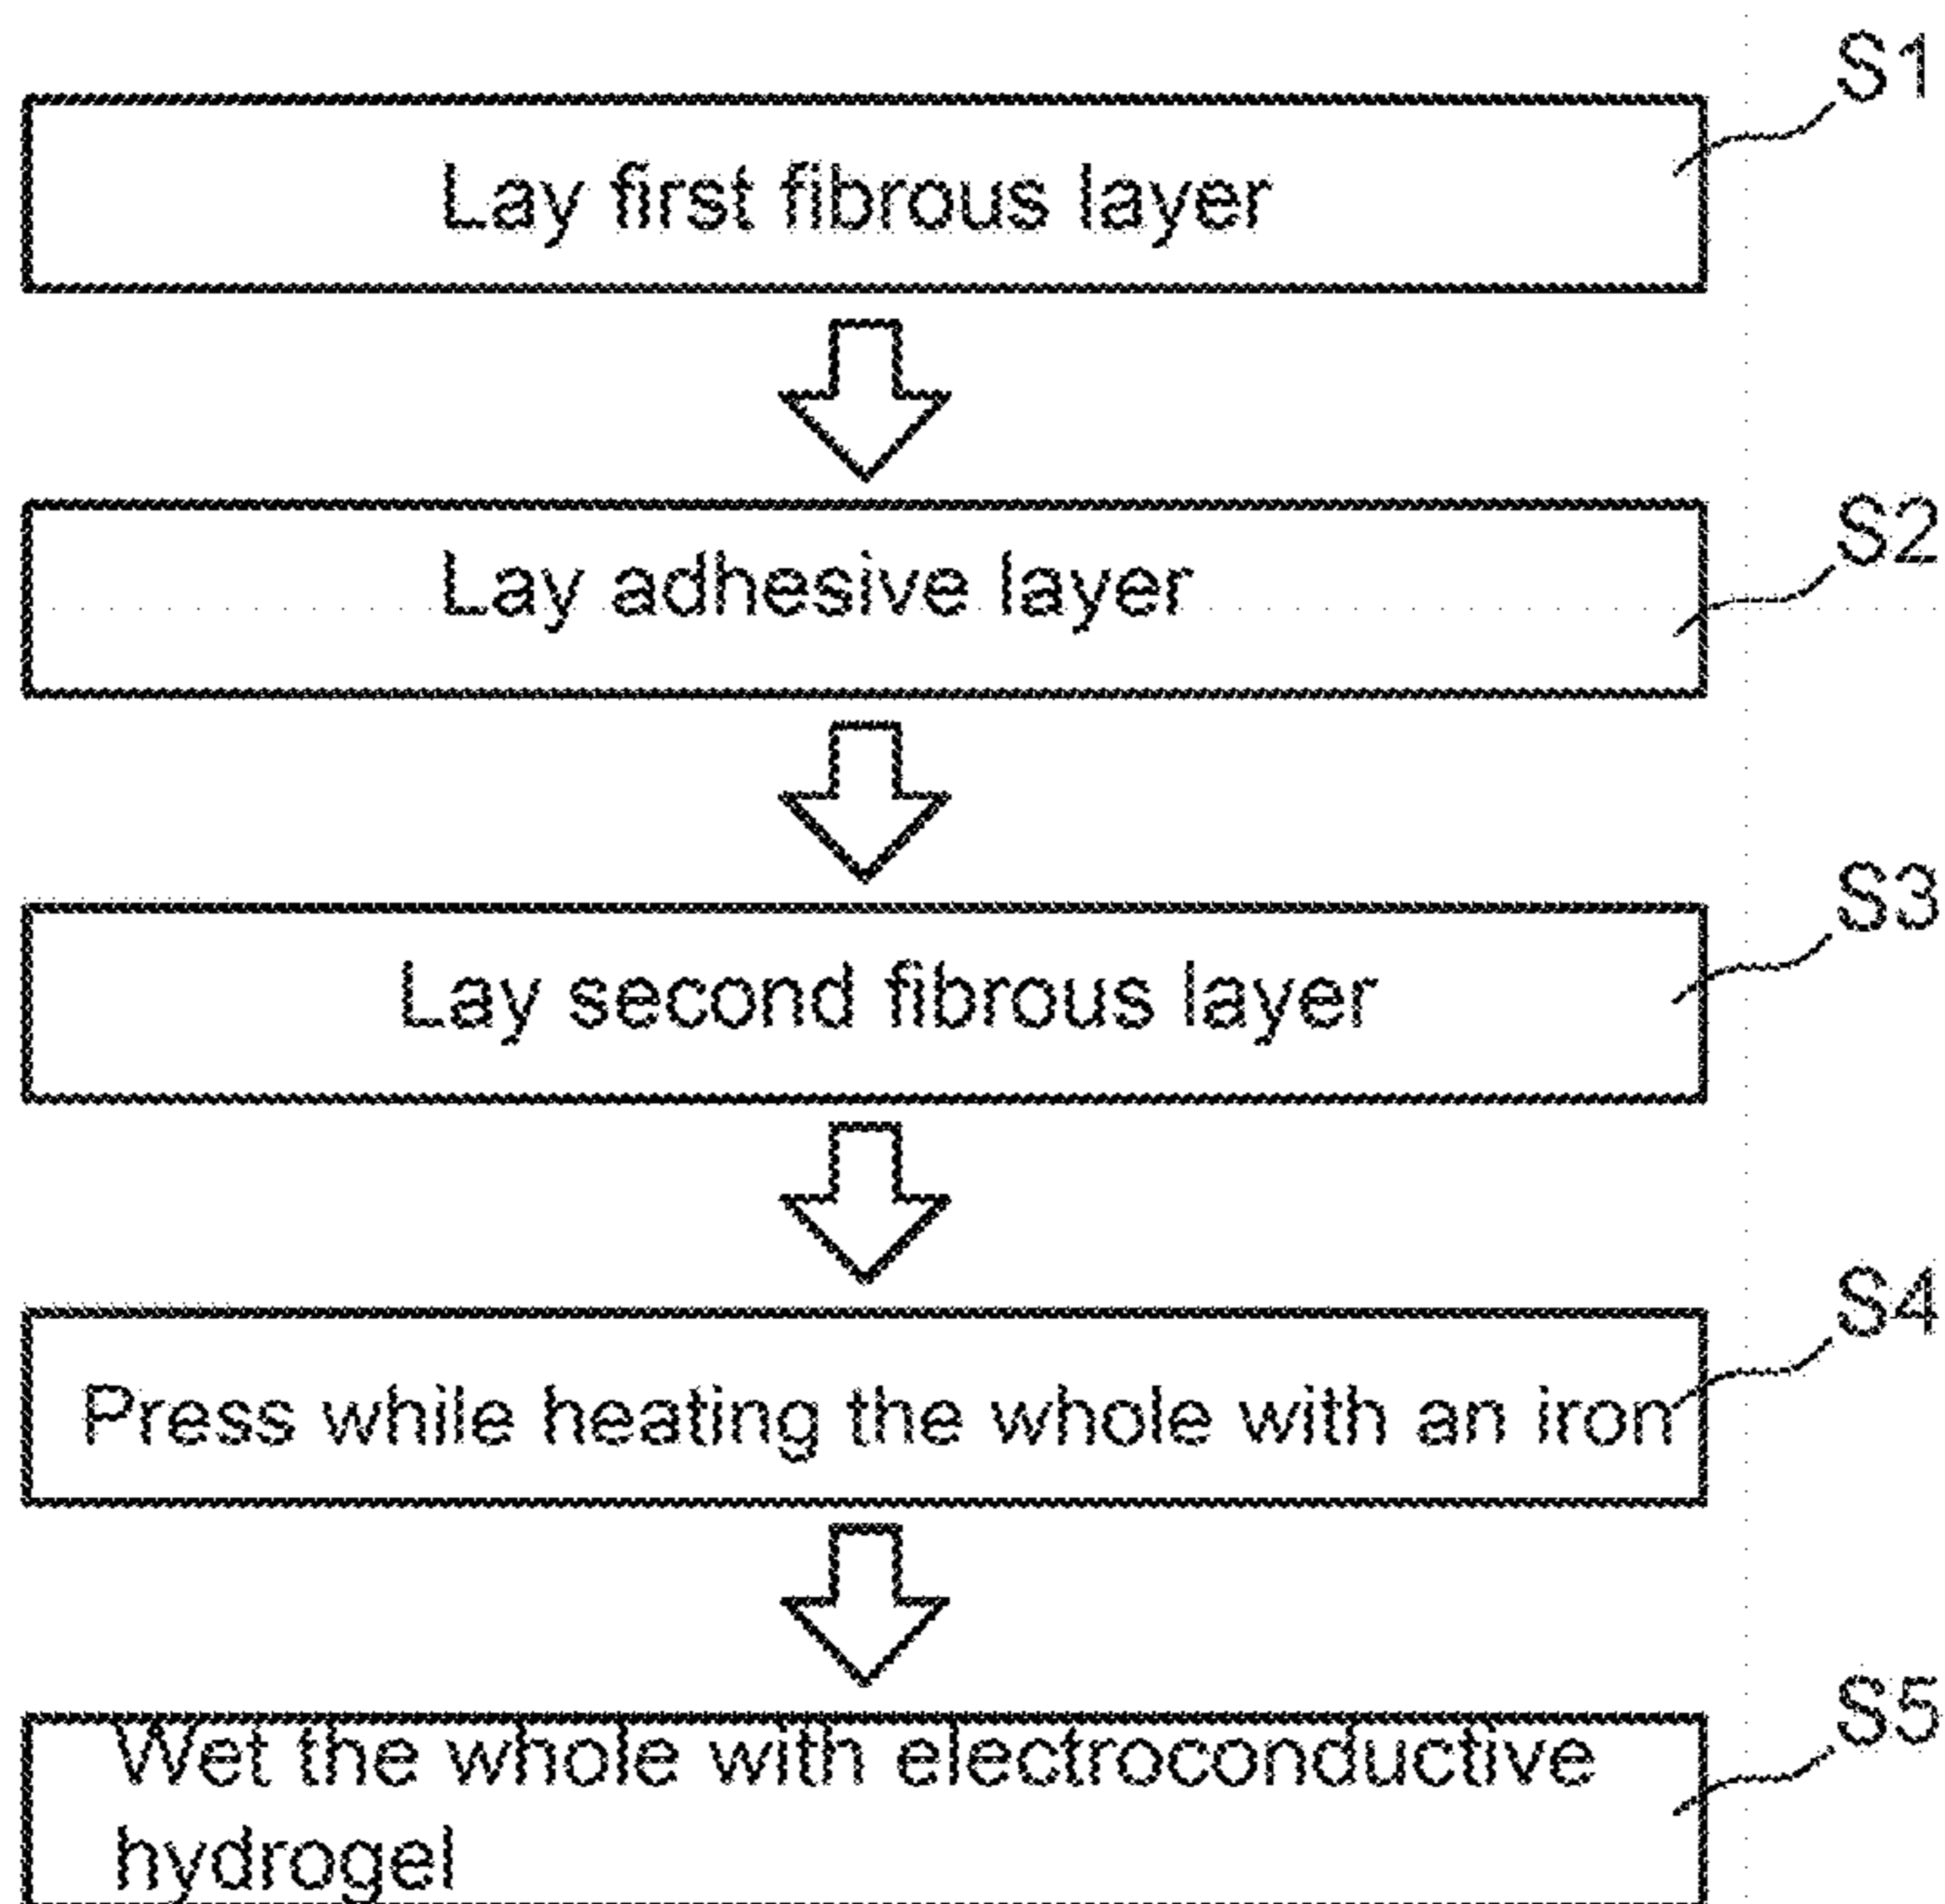 S1
Lay first fibrous layer
S2
Lay adhesive layer
S3
Lay second fibrous layer
S4
Press while heating the whole with an iron
S5
Wet the whole with electroconductive
hydrogel